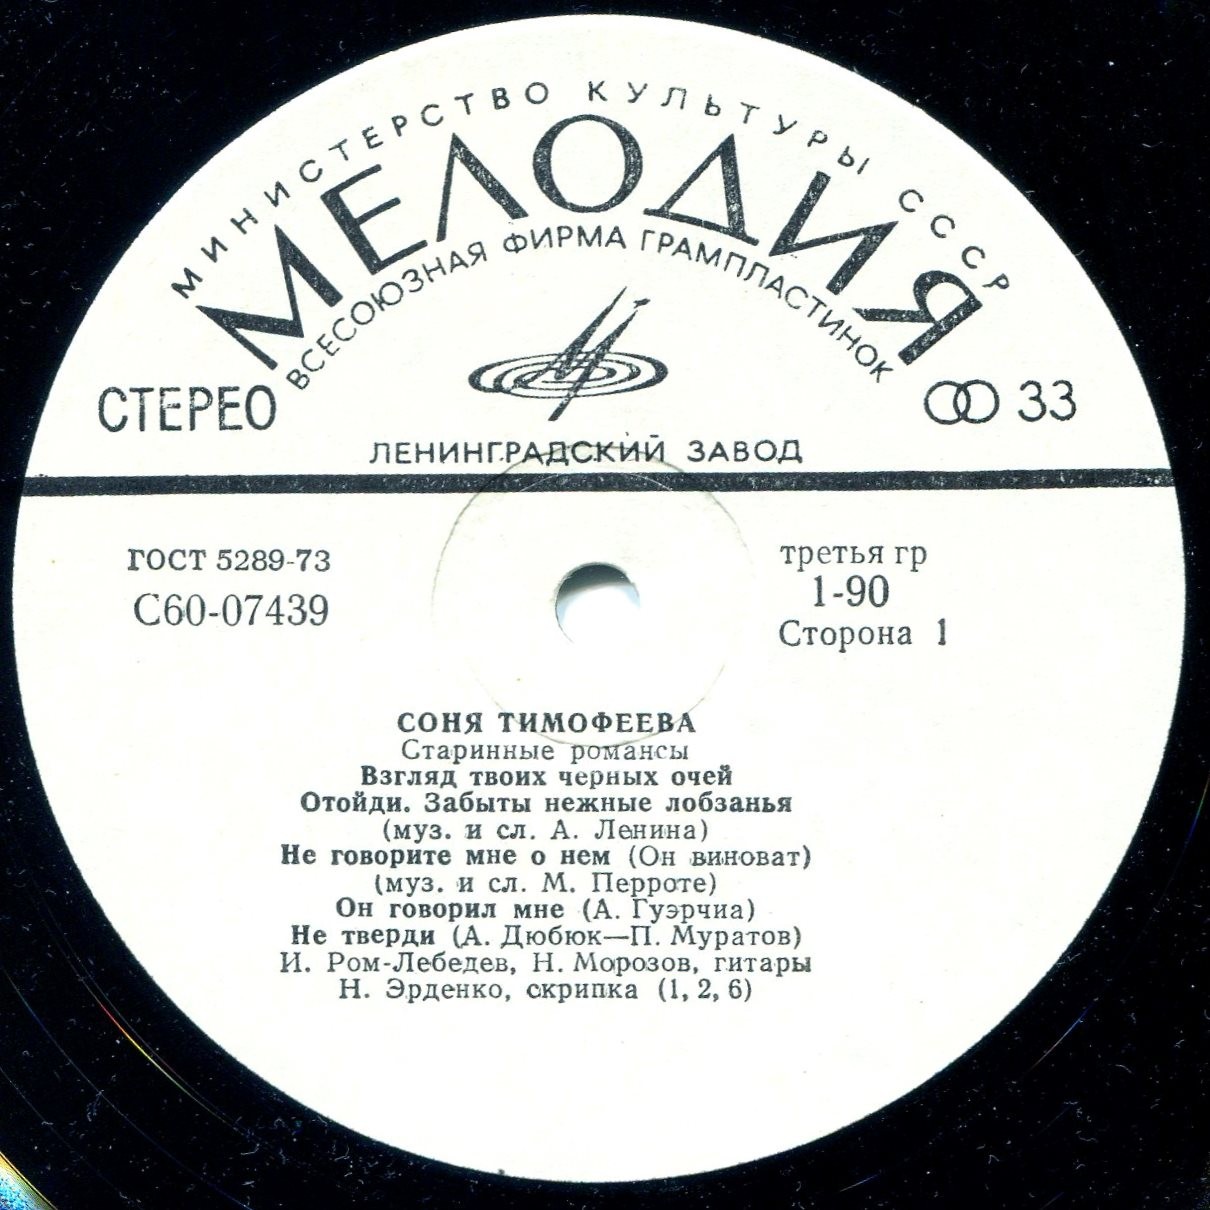 МИНИСТЕРСТВО КУЛЬТУРЫ СССР
МЕЛОДИЯ
ВСЕСОЮЗНАЯ ФИРМА ГРАМПЛАСТИНОК
СТЕРЕО
33
ЛЕНИНГРАДСКИЙ ЗАВОД
ГОСТ 5289-73
С60-07439
третья гр
1-90
Сторона 1
СОНЯ ТИМОФЕЕВА
Старинные романсы
Взгляд твоих черных очей
Отойди. Забыты нежные лобзанья
(муз. и сл. А. Ленина)
Не говорите мне о нем (Он виноват)
(муз. и сл. М. Перроте)
Он говорил мне (А. Гуэрчиа)
Не тверди (А. Дюбюк—П. Муратов)
И. Ром-Лебедев, Н. Морозов, гитары
Н. Эрденко, скрипка (1, 2, 6)